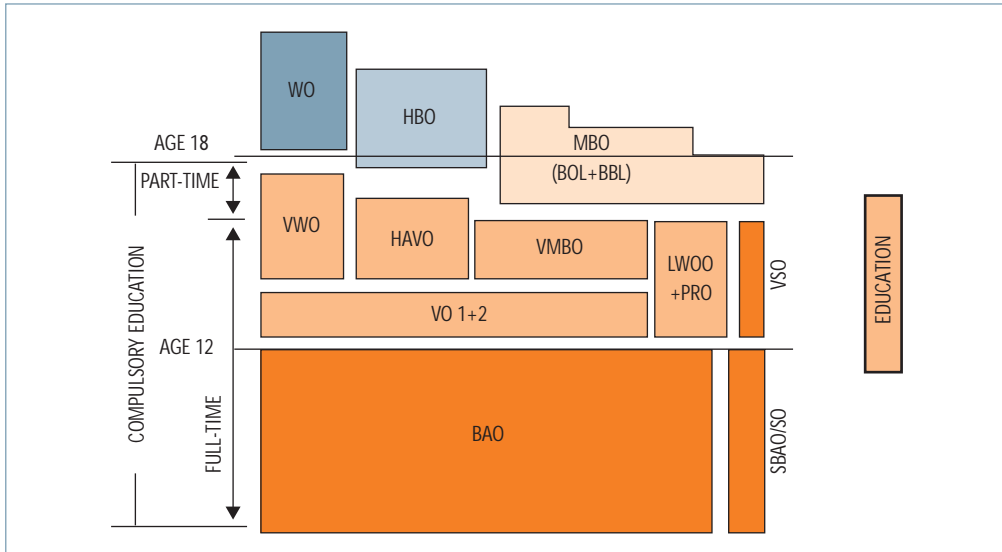 WO
HBO
AGE 18
MBO
(BOL+BBL)
PART-TIME
VWO
HAVO
VMBO
LWOO
+PRO
VSO
EDUCATION
VO 1+2
AGE 12
COMPULSORY EDUCATION
FULL-TIME
BAO
SBAO/SO